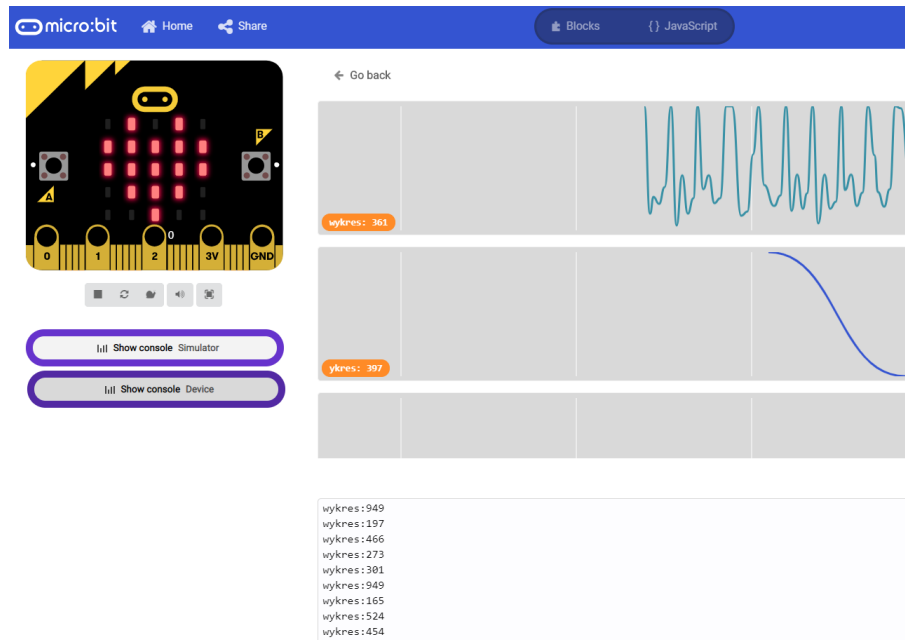 micro:bit Home Share Blocks {} JavaScript
Go back
B
A
0
0 1 2 3V GND
wykres: 361
Show console Simulator
ykres: 397
Show console Device
wykres:949
wykres:197
wykres:466
wykres:273
wykres:301
wykres:949
wykres:165
wykres:524
wykres:454